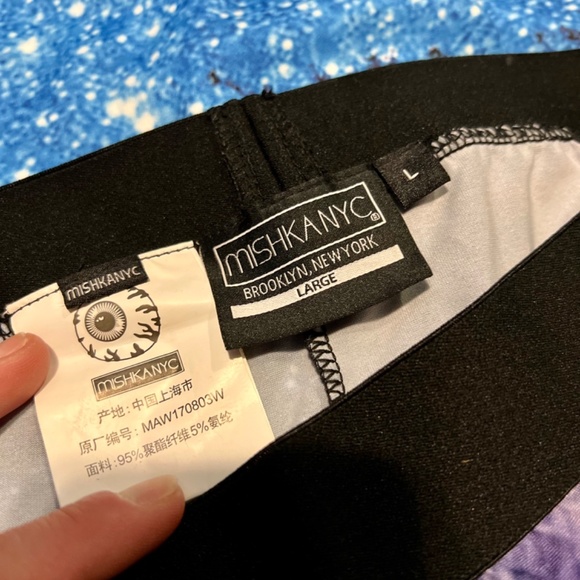 MISHKANYC
MISHKANYC
产地: 中国上海市
原厂编号: MAW170803W
面料: 95%聚酯纤维5%氨纶
MISHKANYC®
BROOKLYN, NEW YORK
LARGE
L